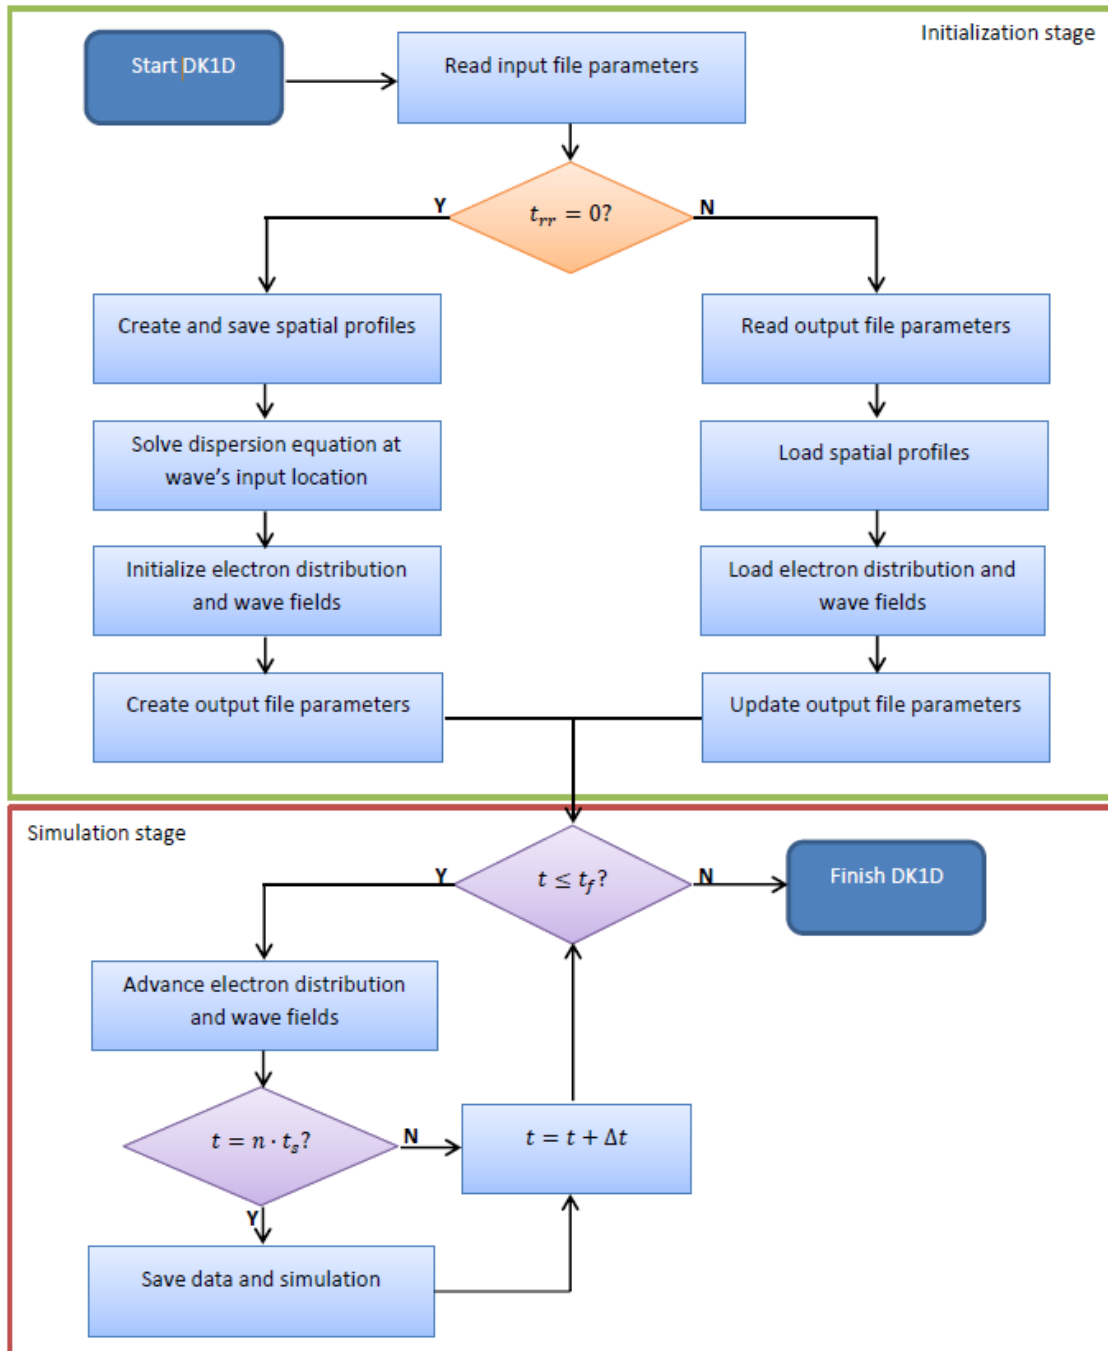 Initialization stage
Start DK1D
Read input file parameters
Y
t_{rr} = 0?
N
Create and save spatial profiles
Read output file parameters
Solve dispersion equation at
wave's input location
Load spatial profiles
Initialize electron distribution
and wave fields
Load electron distribution and
wave fields
Create output file parameters
Update output file parameters
Simulation stage
Y
t ≤ t_f?
N
Finish DK1D
Advance electron distribution
and wave fields
t = n · t_s?
N
t = t + Δt
Y
Save data and simulation